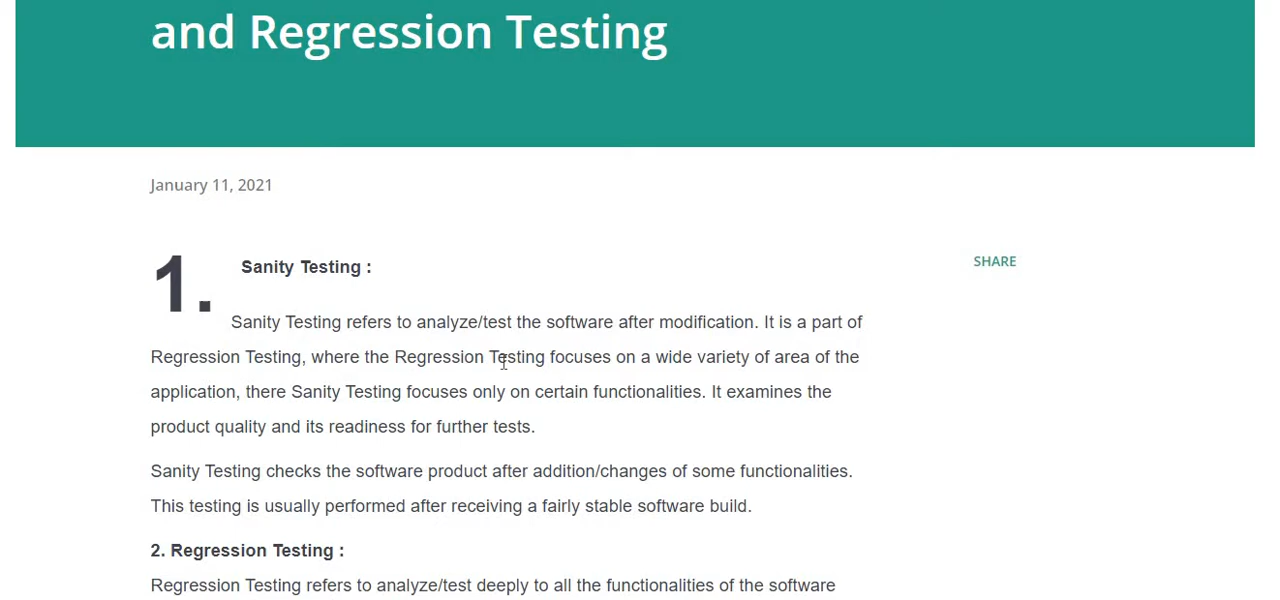 and Regression Testing
January 11, 2021
1. Sanity Testing :
SHARE
Sanity Testing refers to analyze/test the software after modification. It is a part of
Regression Testing, where the Regression Testing focuses on a wide variety of area of the
application, there Sanity Testing focuses only on certain functionalities. It examines the
product quality and its readiness for further tests.
Sanity Testing checks the software product after addition/changes of some functionalities.
This testing is usually performed after receiving a fairly stable software build.
2. Regression Testing :
Regression Testing refers to analyze/test deeply to all the functionalities of the software